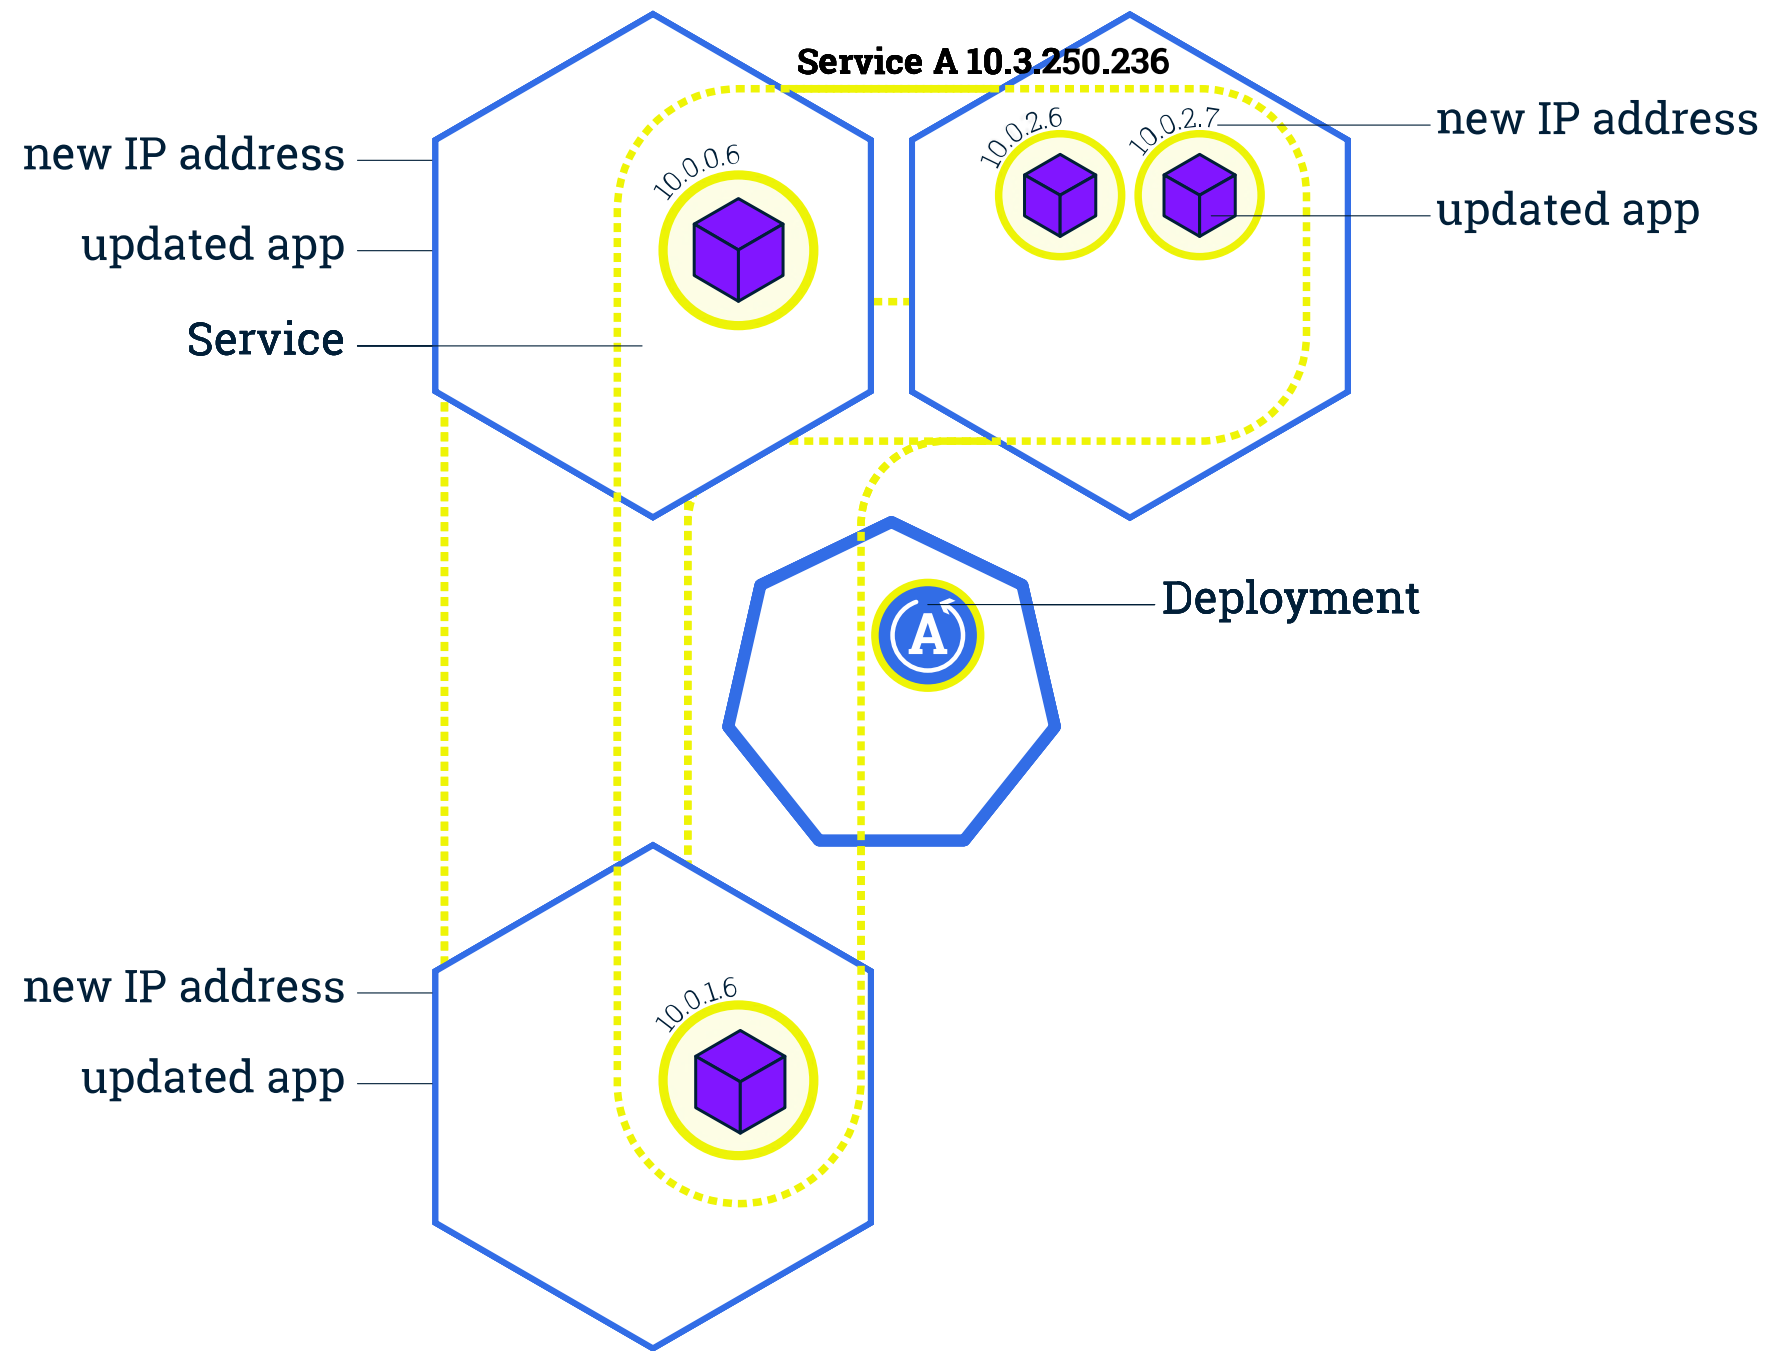 Service A 10.3.250.236
new IP address
updated app
Service
10.0.0.6
10.0.2.6
10.0.2.7
new IP address
updated app
A
Deployment
new IP address
updated app
10.0.1.6